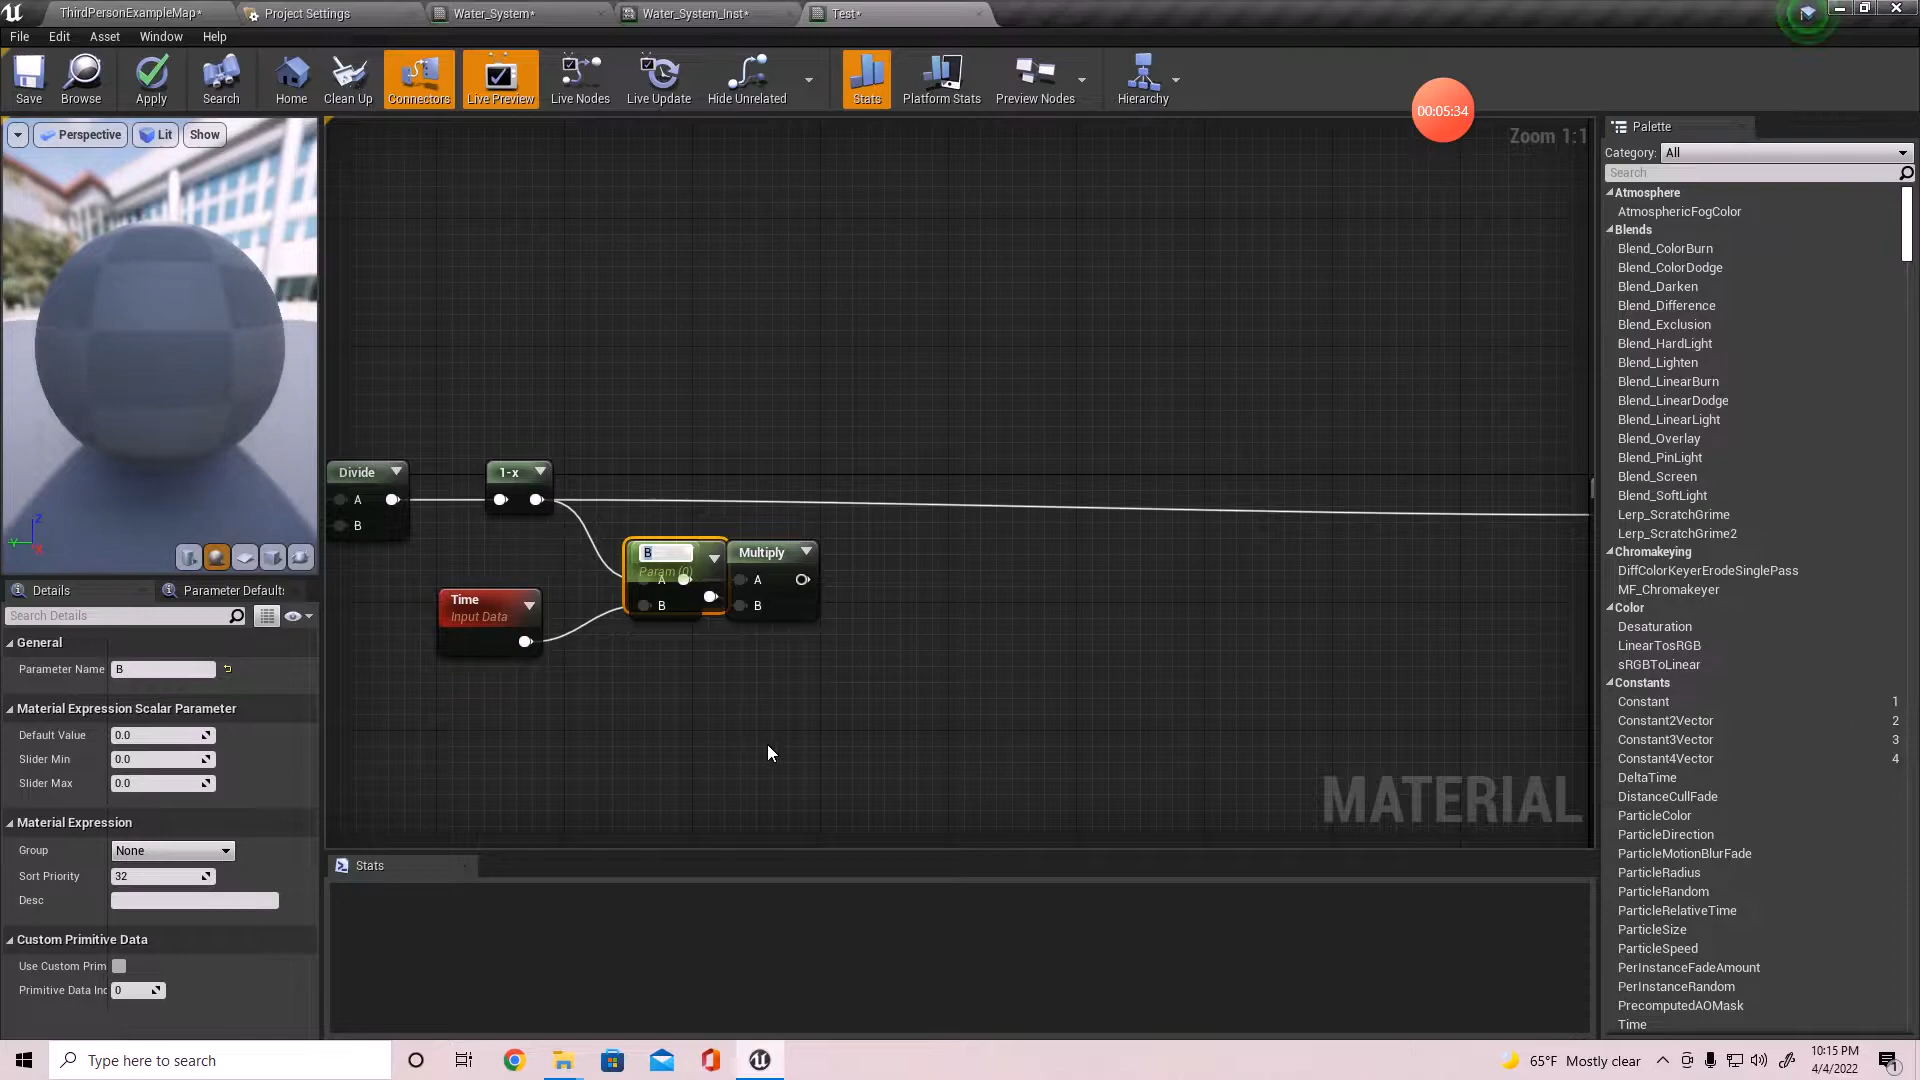 ThirdPersonExampleMap*
Project Settings
Water_System*
Water_System_Inst*
Test*
File
Edit
Asset
Window
Help
Save
Browse
Apply
Search
Home
Clean Up
Connectors
Live Preview
Live Nodes
Live Update
Hide Unrelated
Stats
Platform Stats
Preview Nodes
Hierarchy
00:05:34
Perspective
Lit
Show
Zoom 1:1
Palette
Category:
All
Search
Atmosphere
AtmosphericFogColor
Blends
Blend_ColorBurn
Blend_ColorDodge
Blend_Darken
Blend_Difference
Blend_Exclusion
Blend_HardLight
Blend_Lighten
Blend_LinearBurn
Blend_LinearDodge
Blend_LinearLight
Blend_Overlay
Blend_PinLight
Blend_Screen
Blend_SoftLight
Lerp_ScratchGrime
Lerp_ScratchGrime2
Chromakeying
DiffColorKeyerErodeSinglePass
MF_Chromakeyer
Color
Desaturation
LinearTosRGB
sRGBToLinear
Constants
Constant 1
Constant2Vector 2
Constant3Vector 3
Constant4Vector 4
DeltaTime
DistanceCullFade
ParticleColor
ParticleDirection
ParticleMotionBlurFade
ParticleRadius
ParticleRandom
ParticleRelativeTime
ParticleSize
ParticleSpeed
PerInstanceFadeAmount
PerInstanceRandom
PrecomputedAOMask
Time
Divide
A
B
1-x
Time
Input Data
B
Param (0)
A
B
Multiply
A
B
MATERIAL
Z
Y
X
Details
Parameter Defaults
Search Details
General
Parameter Name B
Material Expression Scalar Parameter
Default Value 0.0
Slider Min 0.0
Slider Max 0.0
Material Expression
Group None
Sort Priority 32
Desc
Custom Primitive Data
Use Custom Prim
Primitive Data Inc 0
Stats
Type here to search
65°F Mostly clear
10:15 PM
4/4/2022
1